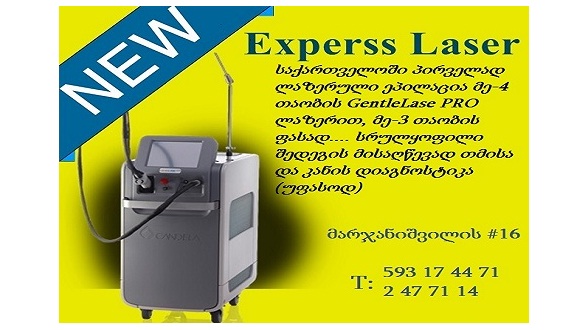 NEW
Experss Laser
საქართველოში პირველად
ლაზერული ეპილაცია მე-4
თაობის GentleLase PRO
ლაზერით, მე-3 თაობის
ფასად.... სრულყოფილი
შედეგის მისაღწევად თმისა
და კანის დიაგნოსტიკა
(უფასოდ)
მარჯანიშვილის #16
T: 593 17 44 71
2 47 71 14
CANDELA